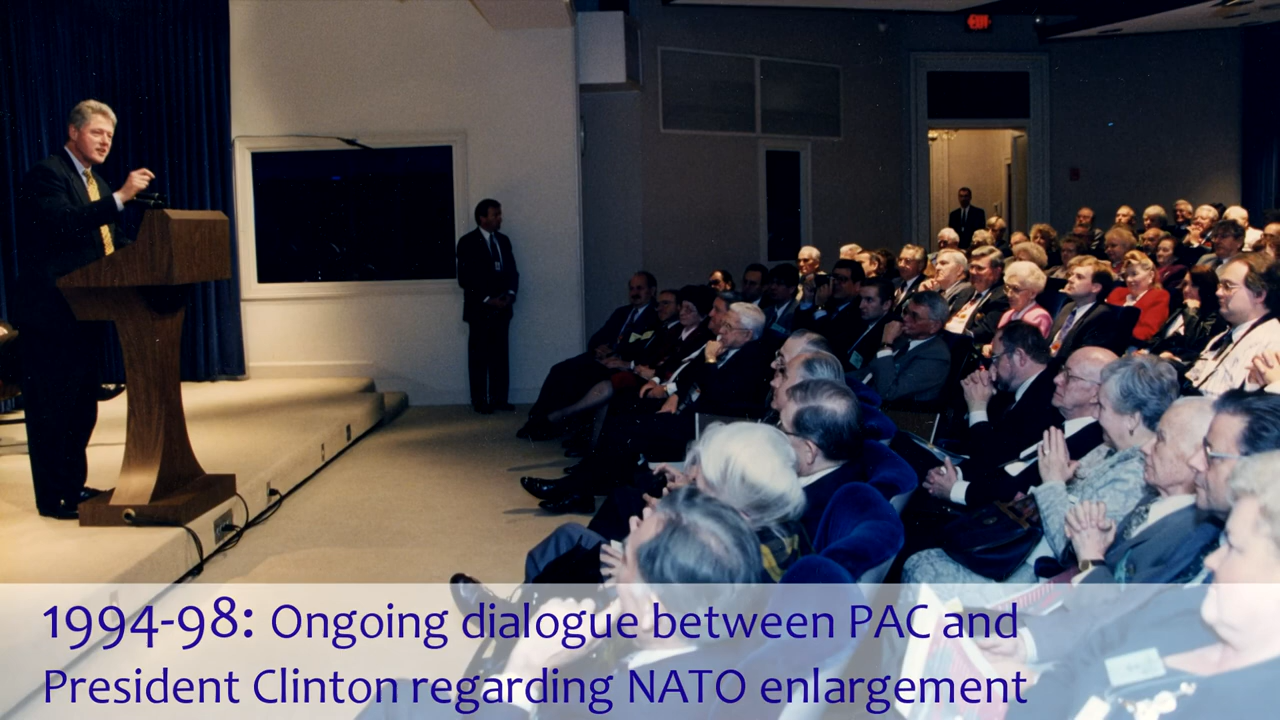 1994-98: Ongoing dialogue between PAC and
President Clinton regarding NATO enlargement